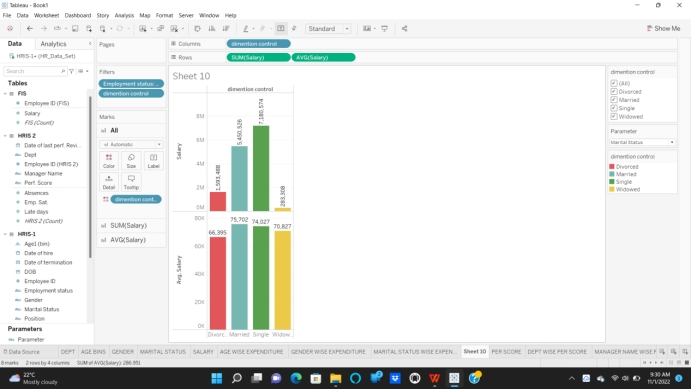 Tableau - Book1
File Data Worksheet Dashboard Story Analysis Map Format Server Window Help
Standard
Show Me
Data Analytics
HRIS-1+ (HR_Data_Set)
Search
Tables
FIS
Employee ID (FIS)
Salary
FIS (Count)
HRIS 2
Date of last perf. Revi...
Dept
Employee ID (HRIS 2)
Manager Name
Perf. Score
Absences
Emp. Sat.
Late days
HRIS 2 (Count)
HRIS-1
Age1 (bin)
Date of hire
Date of termination
DOB
Employee ID
Employment status
Gender
Marital Status
Position
Parameters
Parameter
Pages
Filters
Employment status: ...
dimention control
Marks
All
Automatic
Color Size Label
Detail Tooltip
dimention cont..
SUM(Salary)
AVG(Salary)
Columns dimention control
Rows SUM(Salary) AVG(Salary)
Sheet 10
dimention control
Salary
8M
6M
4M
2M
0M
1,593,488
5,450,526
7,180,574
283,308
Avg. Salary
80K
60K
40K
20K
0K
66,395 75,702 74,027 70,827
Divorc.. Married Single Widow..
dimention control
(All)
Divorced
Married
Single
Widowed
Parameter
Marital Status
dimention control
Divorced
Married
Single
Widowed
Data Source DEPT AGE BINS GENDER MARITAL STATUS SALARY AGE WISE EXPENDITURE GENDER WISE EXPENDITURE MARITAL STATUS WISE EXPEN... Sheet 10 PER SCORE DEPT WISE PER SCORE MANAGER NAME WISE P
8 marks 2 rows by 4 columns SUM of AVG(Salary): 286,951
22°C
Mostly cloudy
9:30 AM
11/1/2022